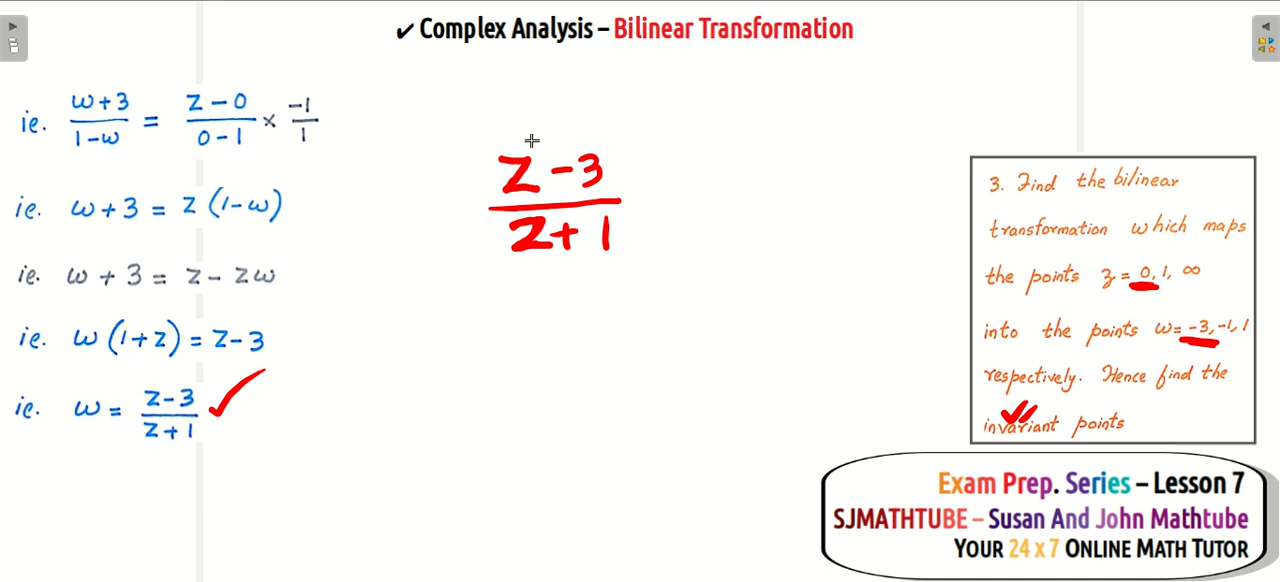 ✔ Complex Analysis – Bilinear Transformation
ie. (ω+3)/(1-ω) = (z-0)/(0-1) × (-1)/1
ie. ω+3 = z (1-ω)
ie. ω + 3 = z - zω
ie. ω (1+z) = z-3
ie. ω = (z-3)/(z+1)
(z-3)/(z+1)
3. Find the bilinear
transformation which maps
the points z = 0, 1, ∞
into the points ω = -3, -1, 1
respectively. Hence find the
invariant points
Exam Prep. Series – Lesson 7
SJMATHTUBE – Susan And John Mathtube
YOUR 24 x 7 ONLINE MATH TUTOR